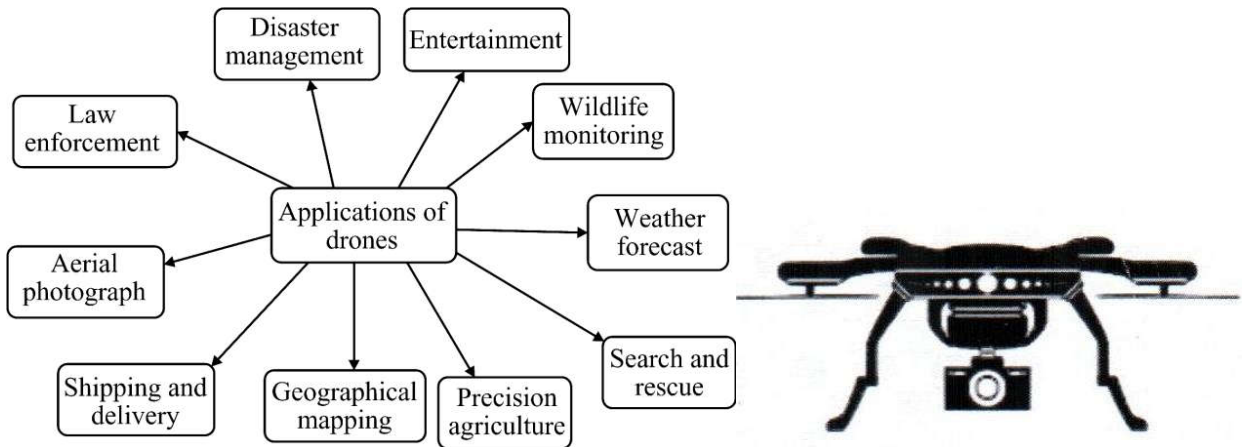 Disaster
management
Entertainment
Law
enforcement
Wildlife
monitoring
Applications of
drones
Weather
forecast
Aerial
photograph
Search and
rescue
Shipping and
delivery
Geographical
mapping
Precision
agriculture